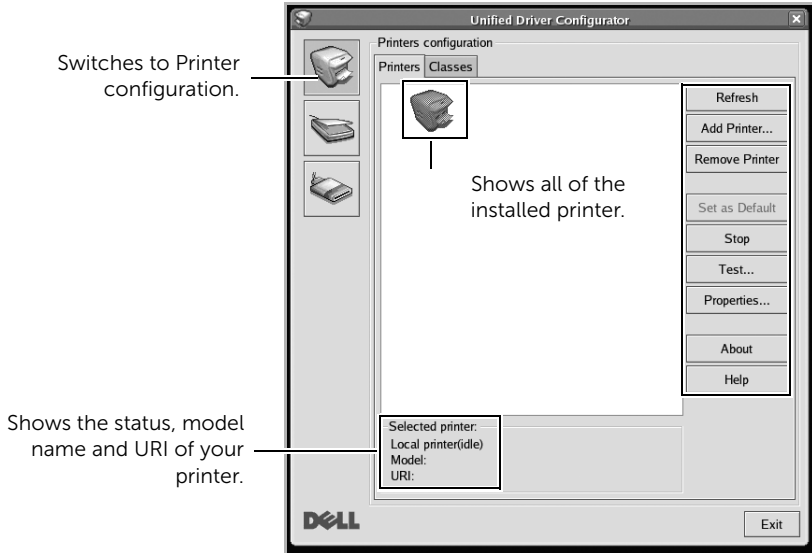 Unified Driver Configurator
Switches to Printer
configuration.
Printers configuration
Printers Classes
Shows all of the
installed printer.
Refresh
Add Printer...
Remove Printer
Set as Default
Stop
Test...
Properties...
About
Help
Shows the status, model
name and URI of your
printer.
Selected printer:
Local printer(idle)
Model:
URI:
DELL
Exit